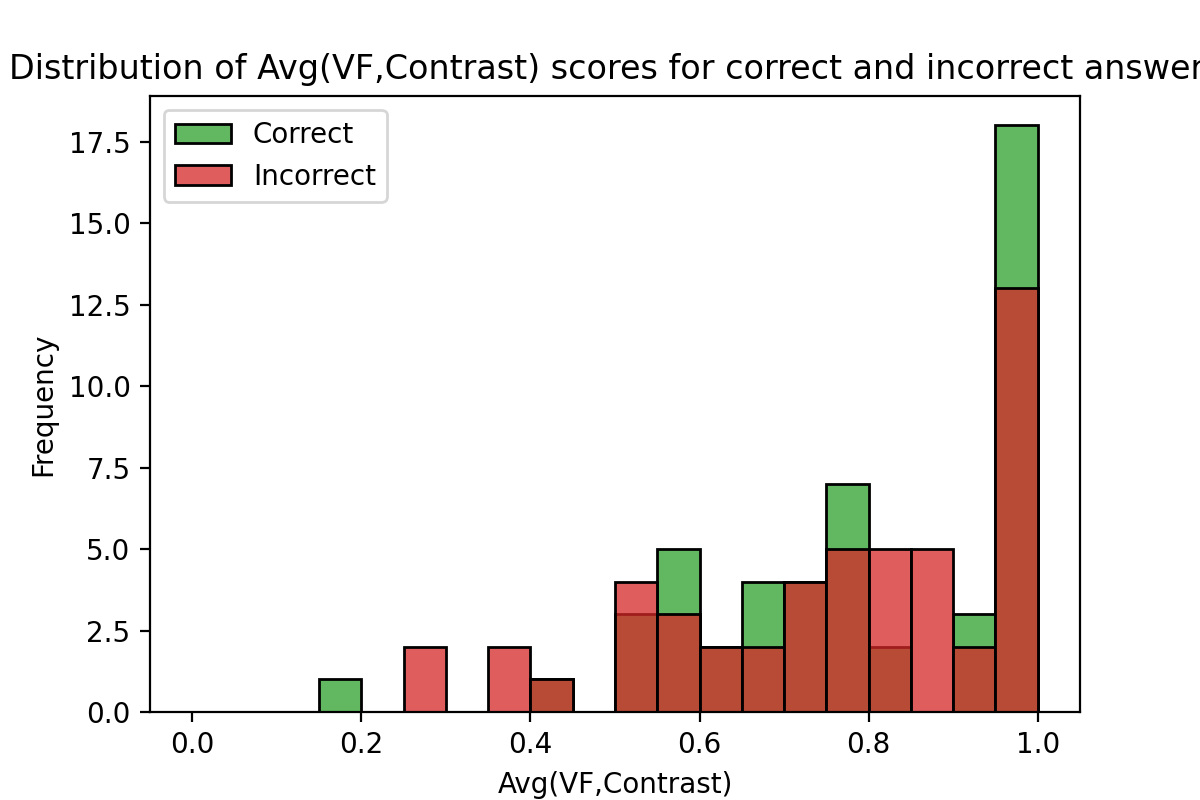 Distribution of Avg(VF,Contrast) scores for correct and incorrect answer
Correct
Incorrect
Frequency
17.5
15.0
12.5
10.0
7.5
5.0
2.5
0.0
0.0 0.2 0.4 0.6 0.8 1.0
Avg(VF,Contrast)